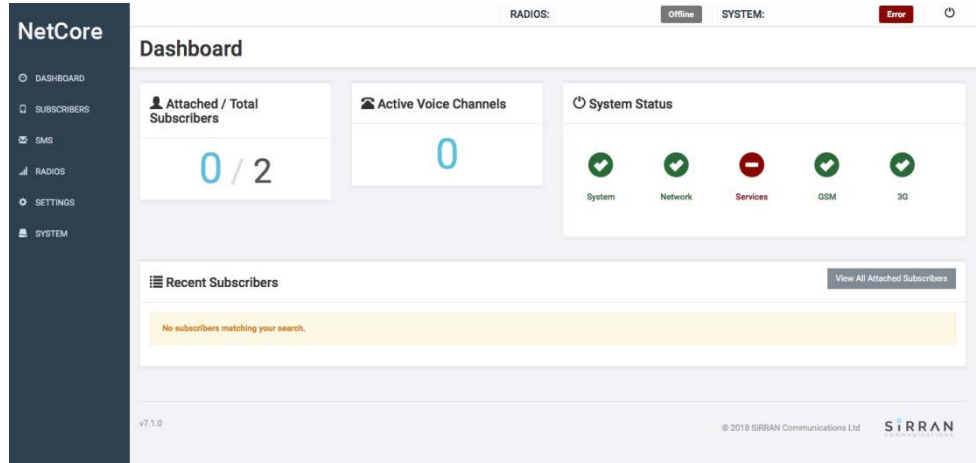 NetCore
RADIOS: Offline SYSTEM: Error
Dashboard
DASHBOARD
SUBSCRIBERS
SMS
RADIOS
SETTINGS
SYSTEM
Attached / Total
Subscribers
0 / 2
Active Voice Channels
0
System Status
System Network Services GSM 3G
Recent Subscribers
View All Attached Subscribers
No subscribers matching your search.
v7.1.0
© 2018 SiRRAN Communications Ltd
SiRRAN
COMMUNICATIONS